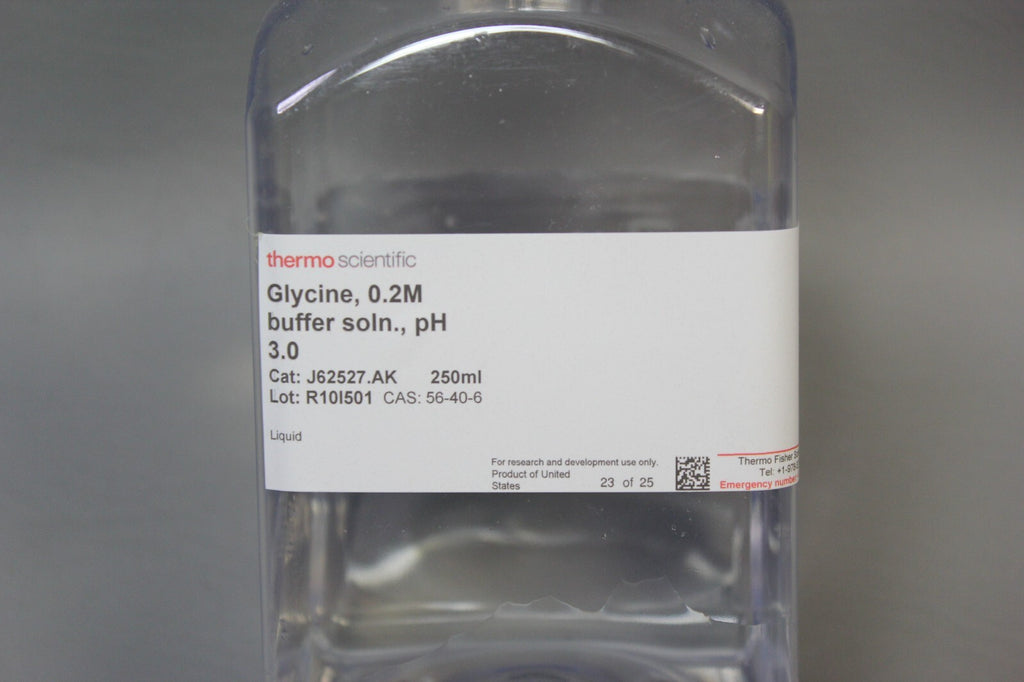 thermo scientific
Glycine, 0.2M
buffer soln., pH
3.0
Cat: J62527.AK 250ml
Lot: R10I501 CAS: 56-40-6
Liquid
For research and development use only.
Product of United
States
23 of 25
Thermo Fisher
Tel:
Emergency number